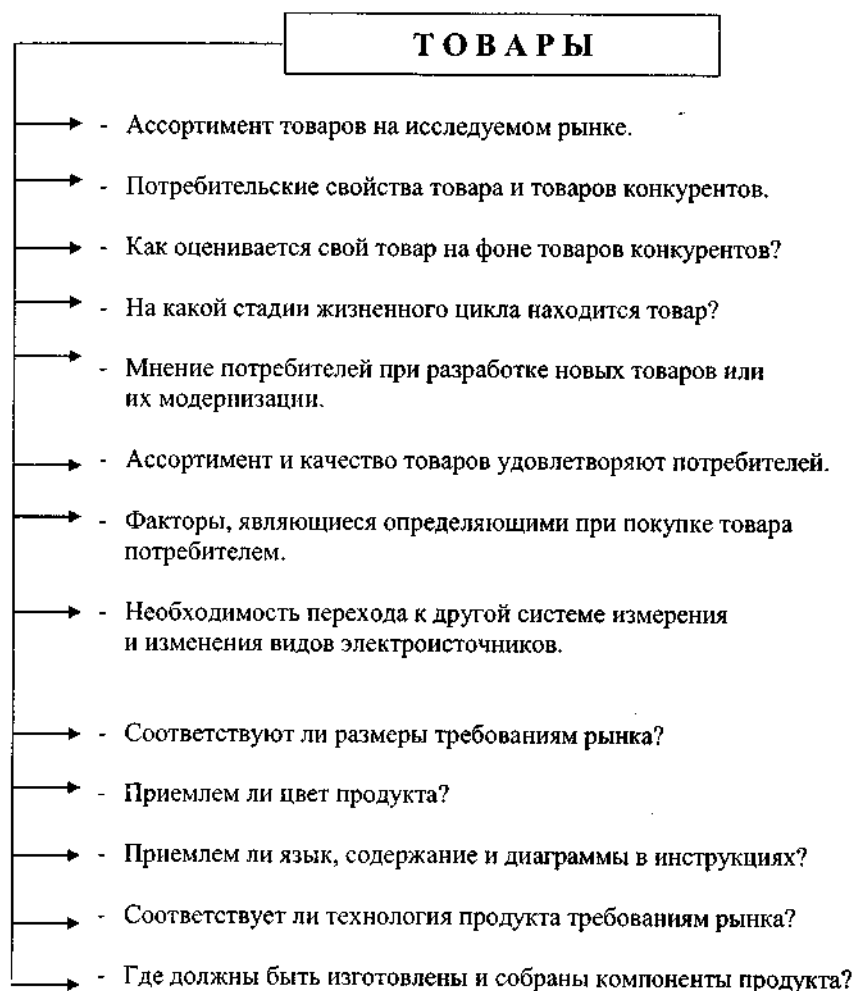 ТОВАРЫ
- Ассортимент товаров на исследуемом рынке.
- Потребительские свойства товара и товаров конкурентов.
- Как оценивается свой товар на фоне товаров конкурентов?
- На какой стадии жизненного цикла находится товар?
- Мнение потребителей при разработке новых товаров или
их модернизации.
- Ассортимент и качество товаров удовлетворяют потребителей.
- Факторы, являющиеся определяющими при покупке товара
потребителем.
- Необходимость перехода к другой системе измерения
и изменения видов электроисточников.
- Соответствуют ли размеры требованиям рынка?
- Приемлем ли цвет продукта?
- Приемлем ли язык, содержание и диаграммы в инструкциях?
- Соответствует ли технология продукта требованиям рынка?
- Где должны быть изготовлены и собраны компоненты продукта?